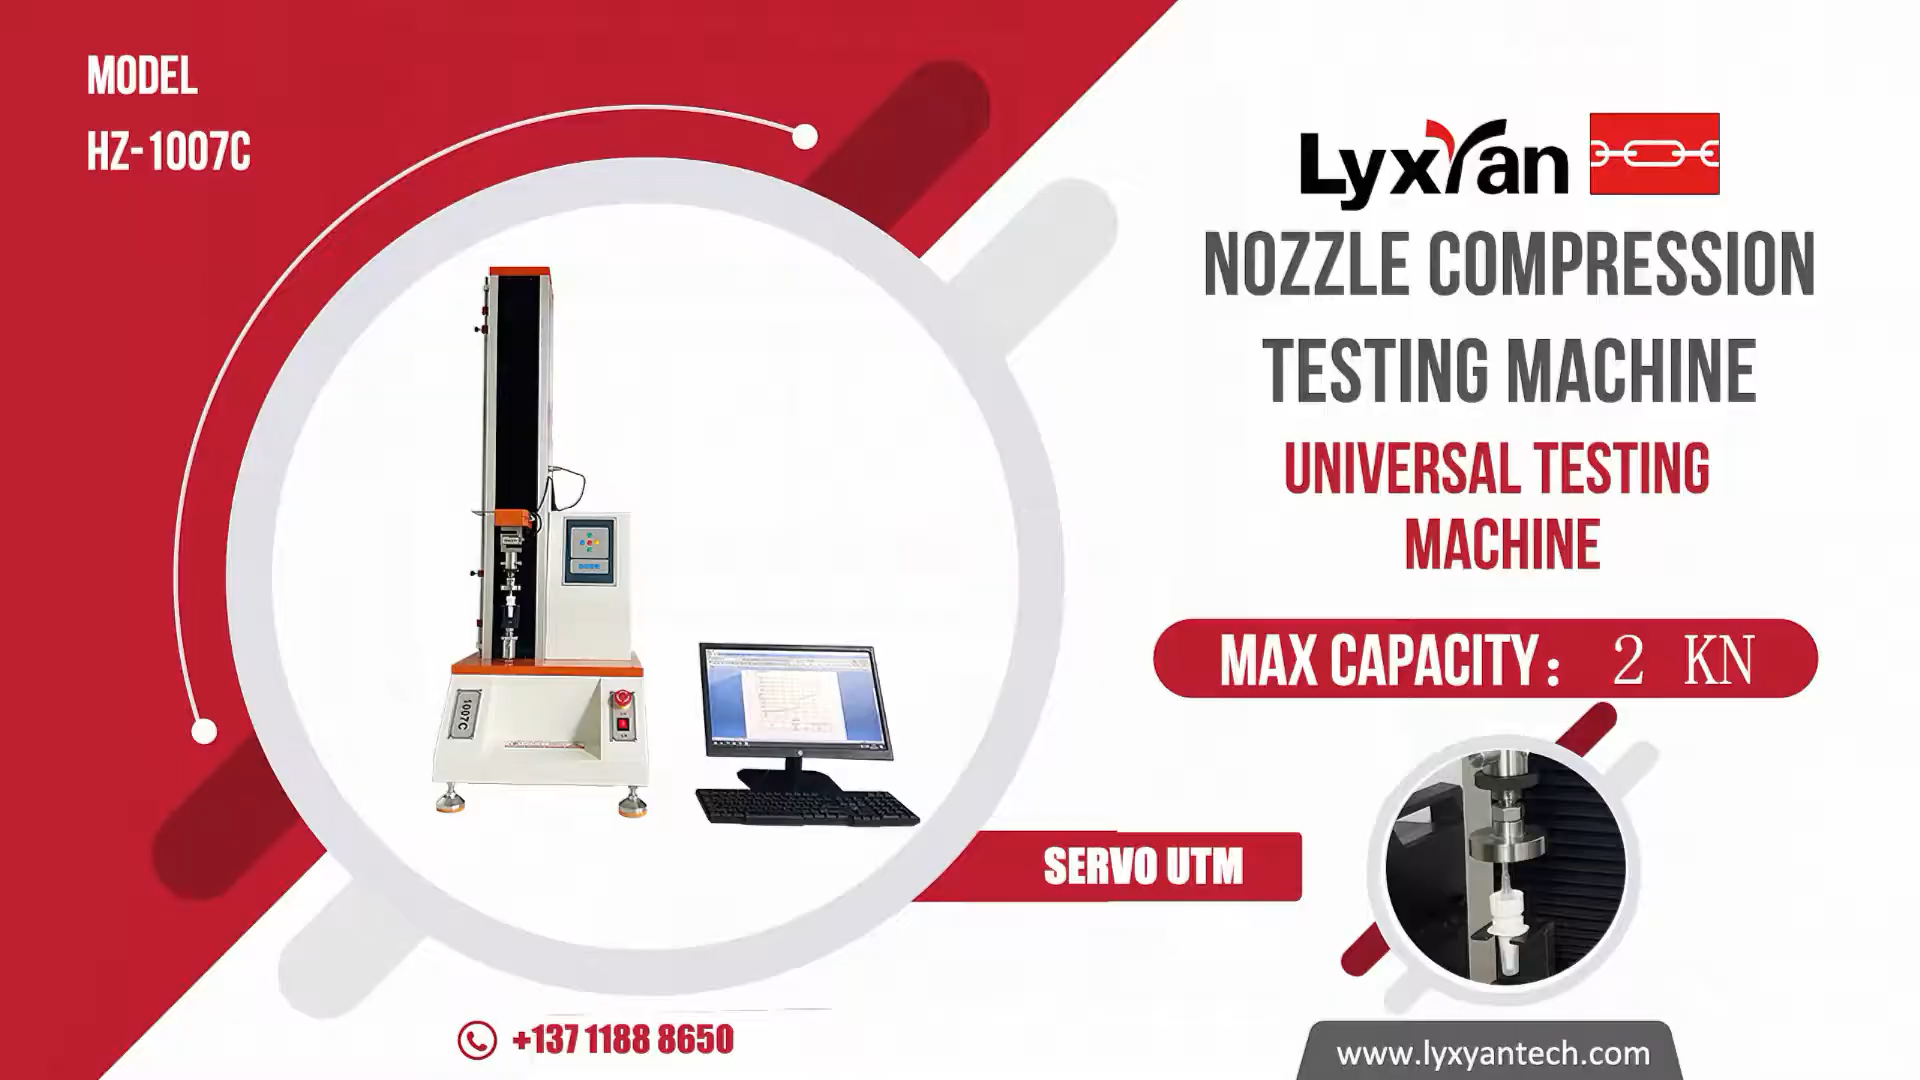 MODEL
HZ-1007C
LyxYan
NOZZLE COMPRESSION
TESTING MACHINE
UNIVERSAL TESTING
MACHINE
MAX CAPACITY: 2 KN
1007C
SERVO UTM
+137 1188 8650
www.lyxyantech.com